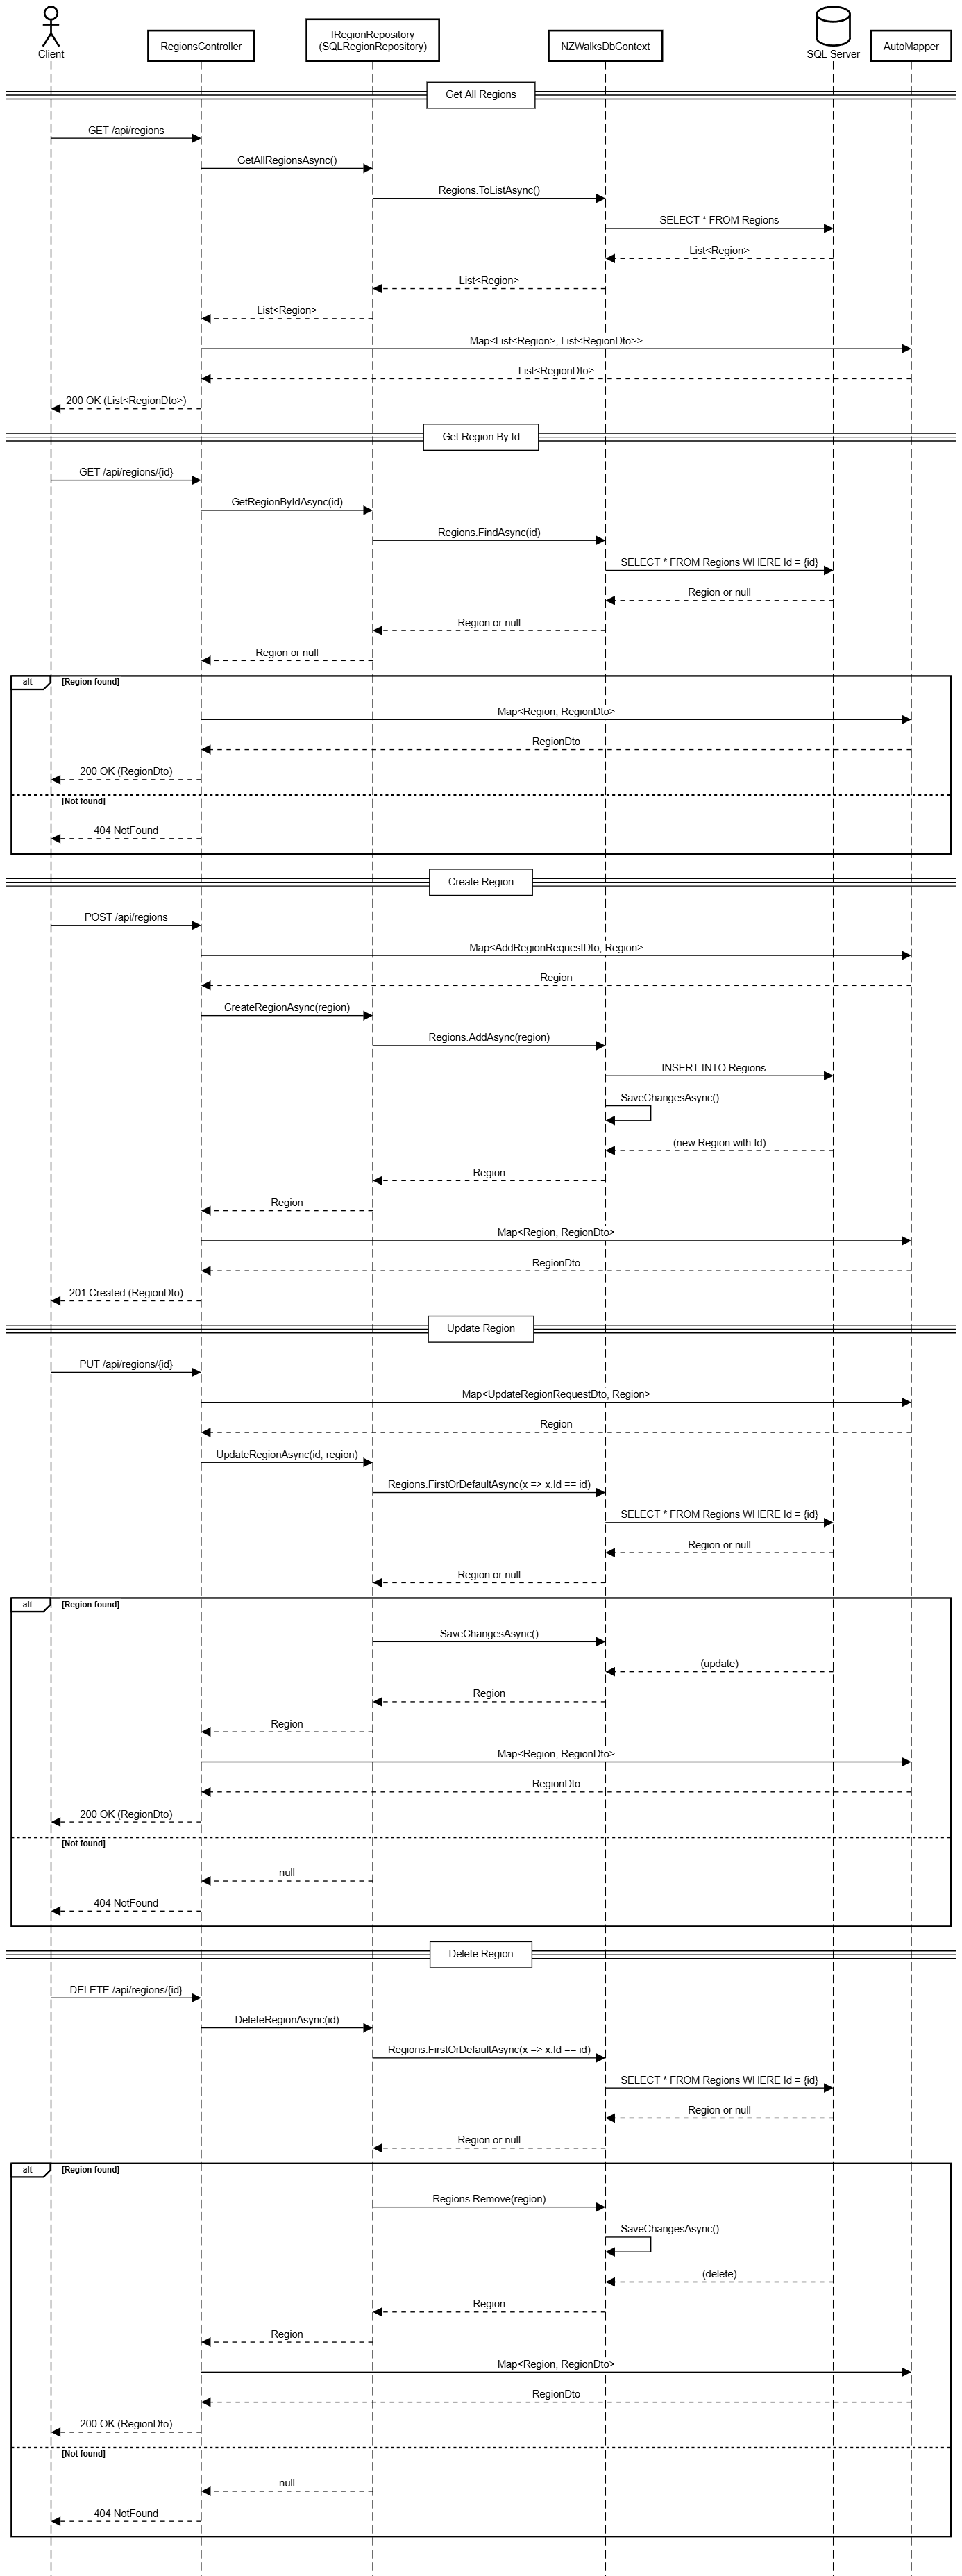 Client
RegionsController
IRegionRepository
(SQLRegionRepository)
NZWalksDbContext
SQL Server
AutoMapper
Get All Regions
GET /api/regions
GetAllRegionsAsync()
Regions.ToListAsync()
SELECT * FROM Regions
List<Region>
List<Region>
List<Region>
Map<List<Region>, List<RegionDto>>
List<RegionDto>
200 OK (List<RegionDto>)
Get Region By Id
GET /api/regions/{id}
GetRegionByIdAsync(id)
Regions.FindAsync(id)
SELECT * FROM Regions WHERE Id = {id}
Region or null
Region or null
Region or null
alt [Region found]
Map<Region, RegionDto>
RegionDto
200 OK (RegionDto)
[Not found]
404 NotFound
Create Region
POST /api/regions
Map<AddRegionRequestDto, Region>
Region
CreateRegionAsync(region)
Regions.AddAsync(region)
INSERT INTO Regions ...
SaveChangesAsync()
(new Region with Id)
Region
Region
Map<Region, RegionDto>
RegionDto
201 Created (RegionDto)
Update Region
PUT /api/regions/{id}
Map<UpdateRegionRequestDto, Region>
Region
UpdateRegionAsync(id, region)
Regions.FirstOrDefaultAsync(x => x.Id == id)
SELECT * FROM Regions WHERE Id = {id}
Region or null
Region or null
alt [Region found]
SaveChangesAsync()
(update)
Region
Region
Map<Region, RegionDto>
RegionDto
200 OK (RegionDto)
[Not found]
null
404 NotFound
Delete Region
DELETE /api/regions/{id}
DeleteRegionAsync(id)
Regions.FirstOrDefaultAsync(x => x.Id == id)
SELECT * FROM Regions WHERE Id = {id}
Region or null
Region or null
alt [Region found]
Regions.Remove(region)
SaveChangesAsync()
(delete)
Region
Region
Map<Region, RegionDto>
RegionDto
200 OK (RegionDto)
[Not found]
null
404 NotFound